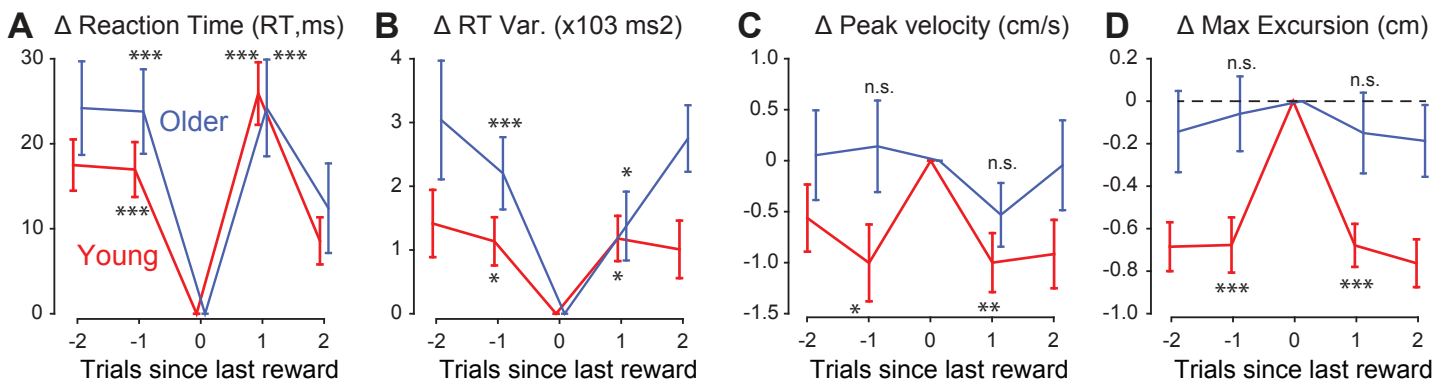 A Δ Reaction Time (RT,ms)
30
20
10
0
***
*** ***
Older
***
Young
-2 -1 0 1 2
Trials since last reward
B Δ RT Var. (x103 ms2)
4
3
2
1
0
***
*
*
*
-2 -1 0 1 2
Trials since last reward
C Δ Peak velocity (cm/s)
1.0
0.5
0
-0.5
-1.0
-1.5
n.s.
n.s.
*
**
-2 -1 0 1 2
Trials since last reward
D Δ Max Excursion (cm)
0.2
0
-0.2
-0.4
-0.6
-0.8
-1.0
n.s.
n.s.
***
***
-2 -1 0 1 2
Trials since last reward